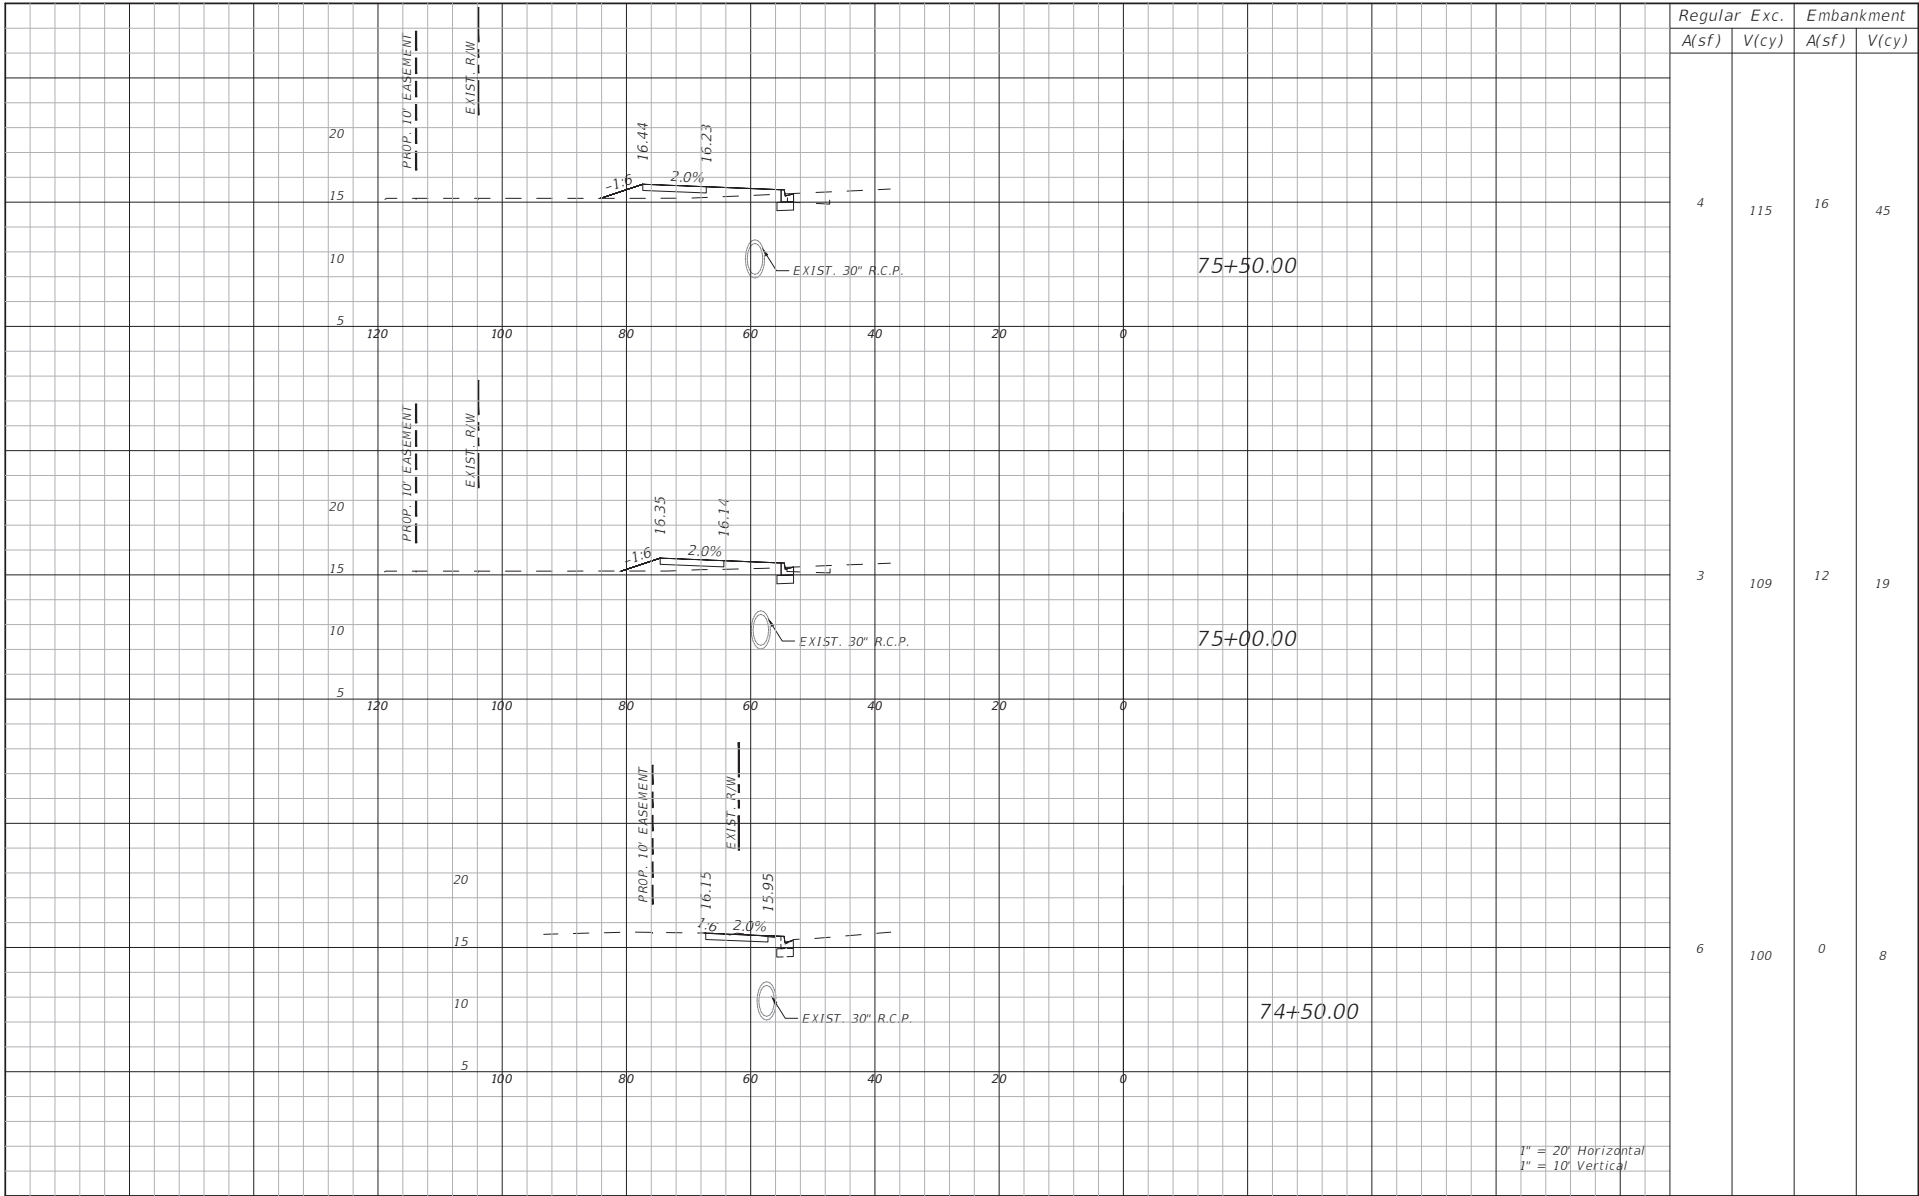 Regular Exc. Embankment
A(sf) V(cy) A(sf) V(cy)
PROP. 10' EASEMENT
EXIST. R/W
20
16.44
16.23
-1:6
2.0%
15
4 115 16 45
10
EXIST. 30" R.C.P.
75+50.00
5
120 100 80 60 40 20 0
PROP. 10' EASEMENT
EXIST. R/W
20
16.35
16.14
-1:6
2.0%
15
3 109 12 19
10
EXIST. 30" R.C.P.
75+00.00
5
120 100 80 60 40 20 0
PROP. 10' EASEMENT
EXIST. R/W
20
16.15
15.95
1:6
2.0%
15
6 100 0 8
10
EXIST. 30" R.C.P.
74+50.00
5
100 80 60 40 20 0
1" = 20' Horizontal
1" = 10' Vertical